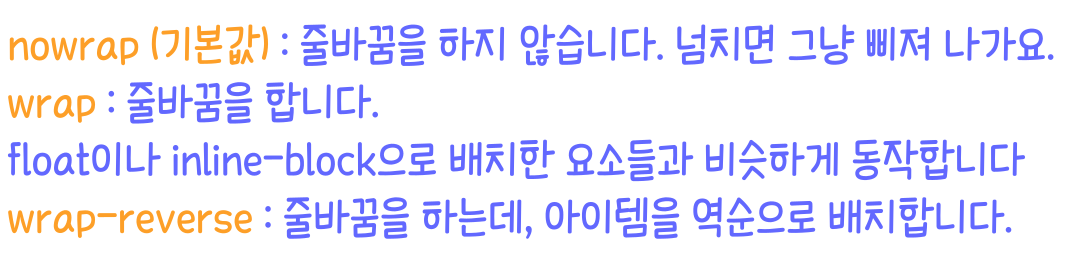 nowrap (기본값) : 줄바꿈을 하지 않습니다. 넘치면 그냥 삐져 나가요.
wrap : 줄바꿈을 합니다.
float이나 inline-block으로 배치한 요소들과 비슷하게 동작합니다
wrap-reverse : 줄바꿈을 하는데, 아이템을 역순으로 배치합니다.